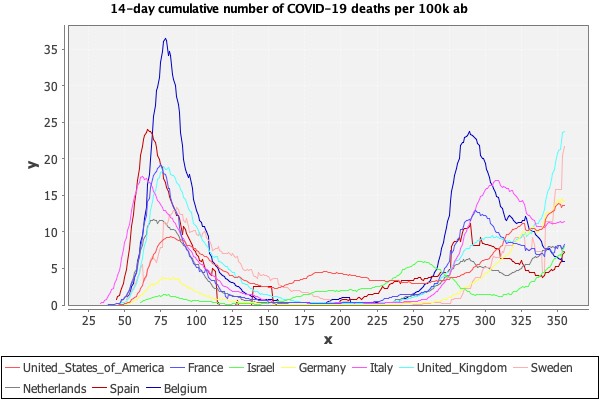 14-day cumulative number of COVID-19 deaths per 100k ab
35
30
25
20
15
10
5
0
y
25 50 75 100 125 150 175 200 225 250 275 300 325 350
x
United_States_of_America France Israel Germany Italy United_Kingdom Sweden
Netherlands Spain Belgium